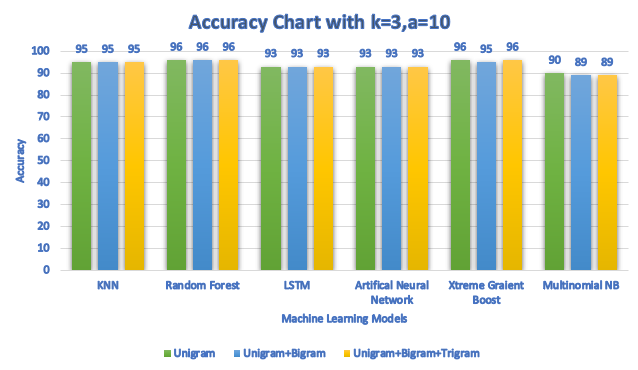 Accuracy Chart with k=3,a=10
95 95 95 96 96 96 93 93 93 93 93 93 96 95 96 90 89 89
100
90
80
70
60
50
40
30
20
10
0
Accuracy
KNN Random Forest LSTM Artifical Neural Network Xtreme Graient Boost Multinomial NB
Machine Learning Models
Unigram Unigram+Bigram Unigram+Bigram+Trigram